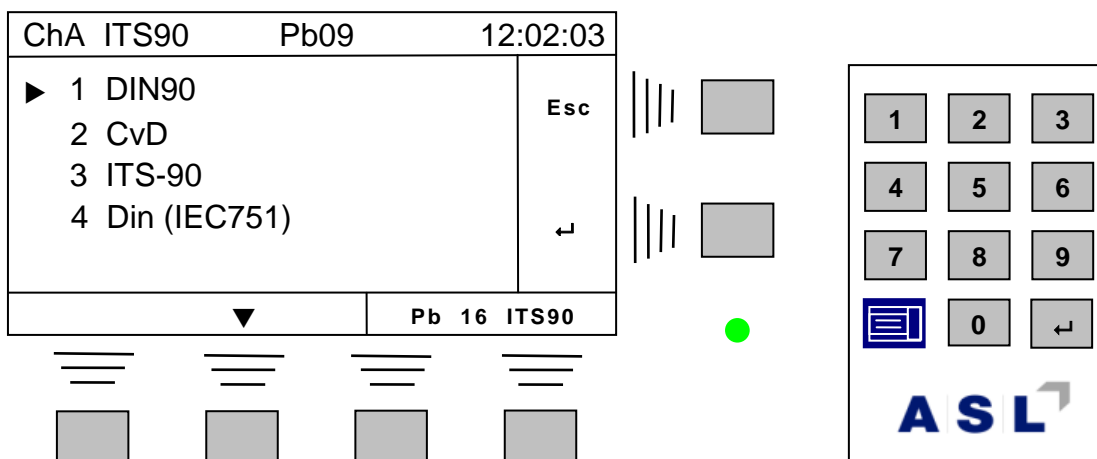 ChA ITS90 Pb09 12:02:03
▶ 1 DIN90
2 CvD
3 ITS-90
4 Din (IEC751)
Esc
↵
▼ Pb 16 ITS90
1 2 3
4 5 6
7 8 9
0 ↵
ASL